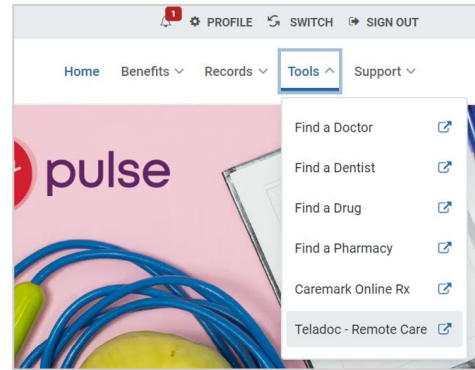 1 PROFILE SWITCH SIGN OUT
Home Benefits Records Tools Support
pulse
Find a Doctor
Find a Dentist
Find a Drug
Find a Pharmacy
Caremark Online Rx
Teladoc - Remote Care